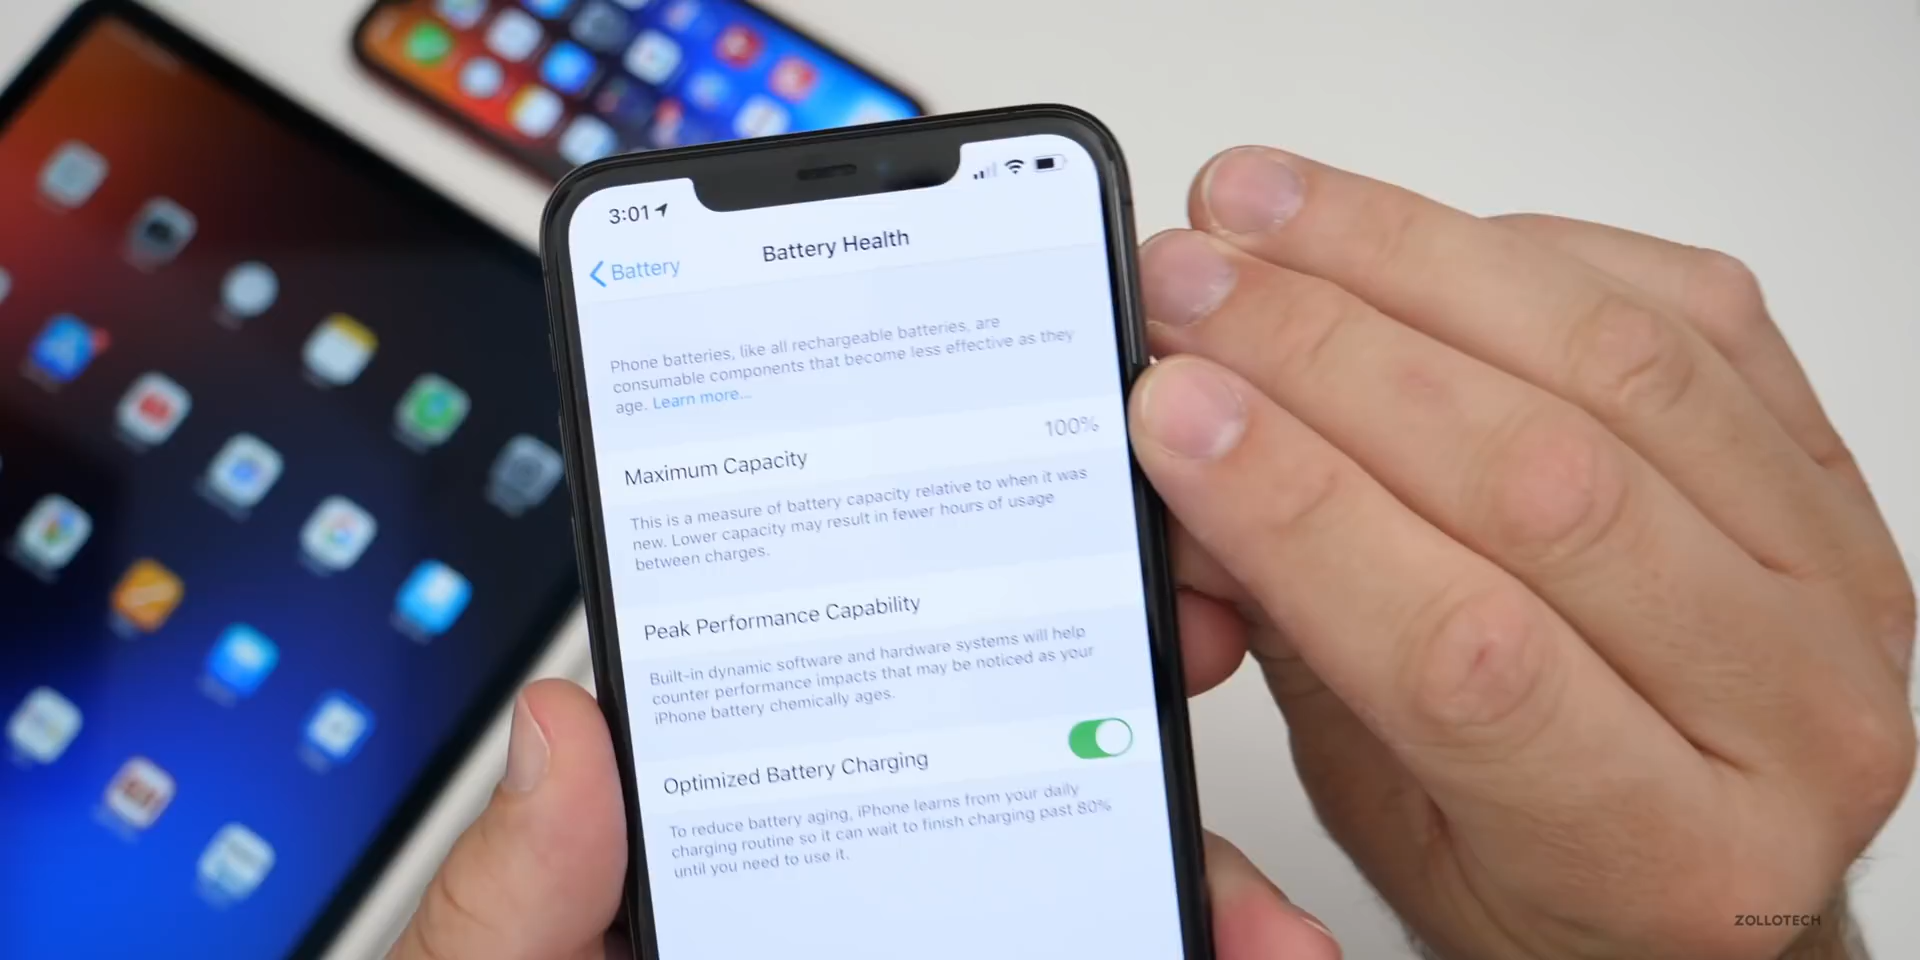 3:01
Battery
Battery Health
Phone batteries, like all rechargeable batteries, are
consumable components that become less effective as they
age. Learn more...
Maximum Capacity
100%
This is a measure of battery capacity relative to when it was
new. Lower capacity may result in fewer hours of usage
between charges.
Peak Performance Capability
Built-in dynamic software and hardware systems will help
counter performance impacts that may be noticed as your
iPhone battery chemically ages.
Optimized Battery Charging
To reduce battery aging, iPhone learns from your daily
charging routine so it can wait to finish charging past 80%
until you need to use it.
ZOLLOTECH